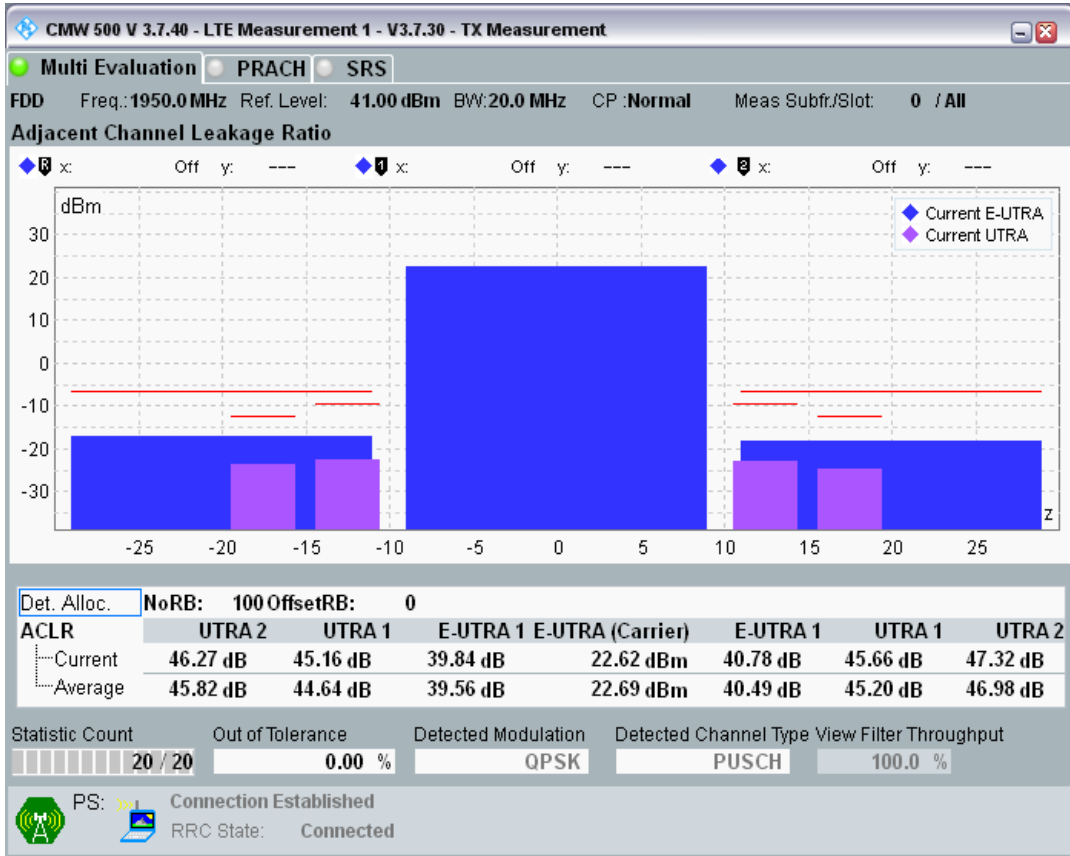 CMW 500 V 3.7.40 - LTE Measurement 1 - V3.7.30 - TX Measurement
Multi Evaluation PRACH SRS
FDD Freq.:1950.0 MHz Ref. Level: 41.00 dBm BW:20.0 MHz CP :Normal Meas Subfr./Slot: 0 / All
Adjacent Channel Leakage Ratio
R x: Off y: --- 1 x: Off y: --- 2 x: Off y: ---
dBm
Current E-UTRA
Current UTRA
30
20
10
0
-10
-20
-30
z
-25 -20 -15 -10 -5 0 5 10 15 20 25
Det. Alloc. NoRB: 100 OffsetRB: 0
ACLR UTRA 2 UTRA 1 E-UTRA 1 E-UTRA (Carrier) E-UTRA 1 UTRA 1 UTRA 2
Current 46.27 dB 45.16 dB 39.84 dB 22.62 dBm 40.78 dB 45.66 dB 47.32 dB
Average 45.82 dB 44.64 dB 39.56 dB 22.69 dBm 40.49 dB 45.20 dB 46.98 dB
Statistic Count Out of Tolerance Detected Modulation Detected Channel Type View Filter Throughput
20 / 20 0.00 % QPSK PUSCH 100.0 %
PS: Connection Established
RRC State: Connected